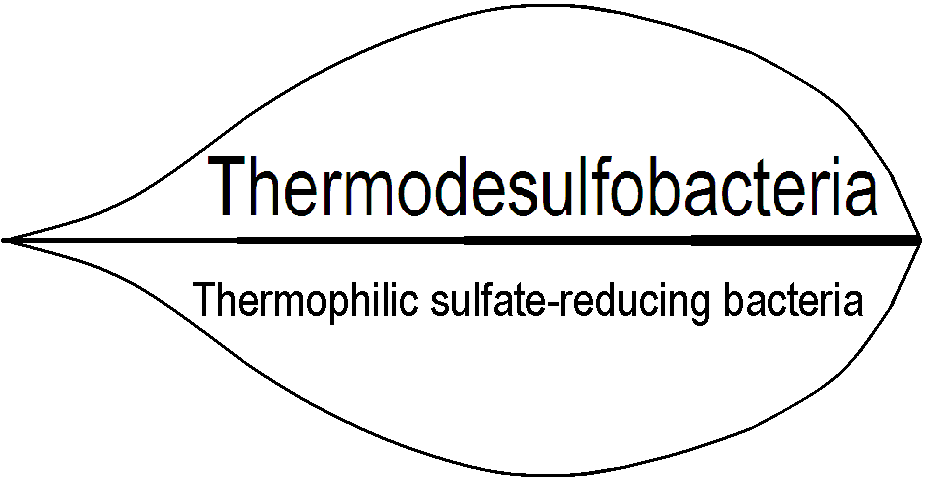 Thermodesulfobacteria
Thermophilic sulfate-reducing bacteria